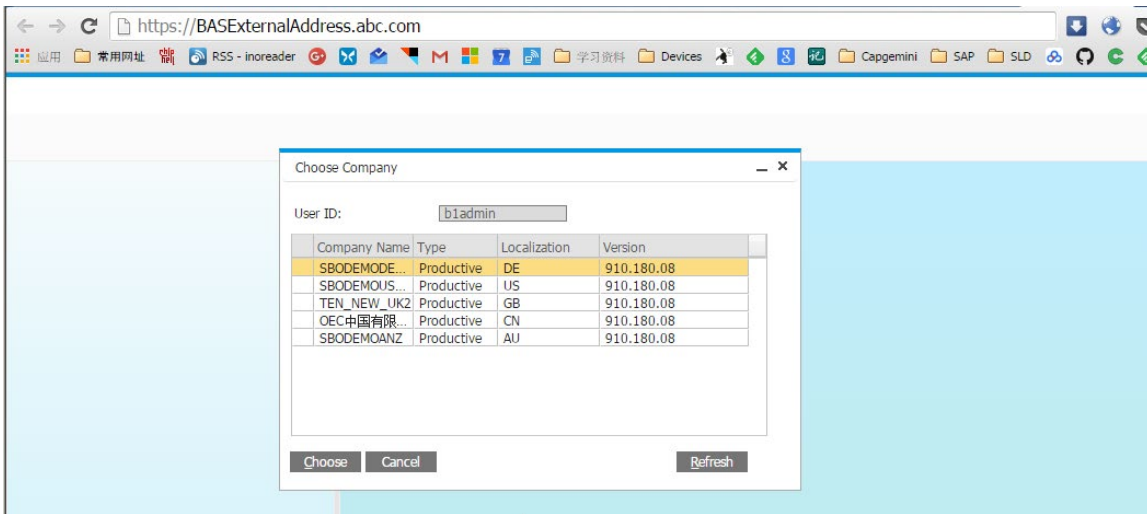 https://BASExternalAddress.abc.com
应用 常用网址 RSS - inoreader G+ M 7 学习资料 Devices 8 记 Capgemini SAP SLD
Choose Company
User ID: b1admin
Company Name Type Localization Version
SBODEMODE... Productive DE 910.180.08
SBODEMOUS... Productive US 910.180.08
TEN_NEW_UK2 Productive GB 910.180.08
OEC中国有限... Productive CN 910.180.08
SBODEMOANZ Productive AU 910.180.08
Choose Cancel Refresh